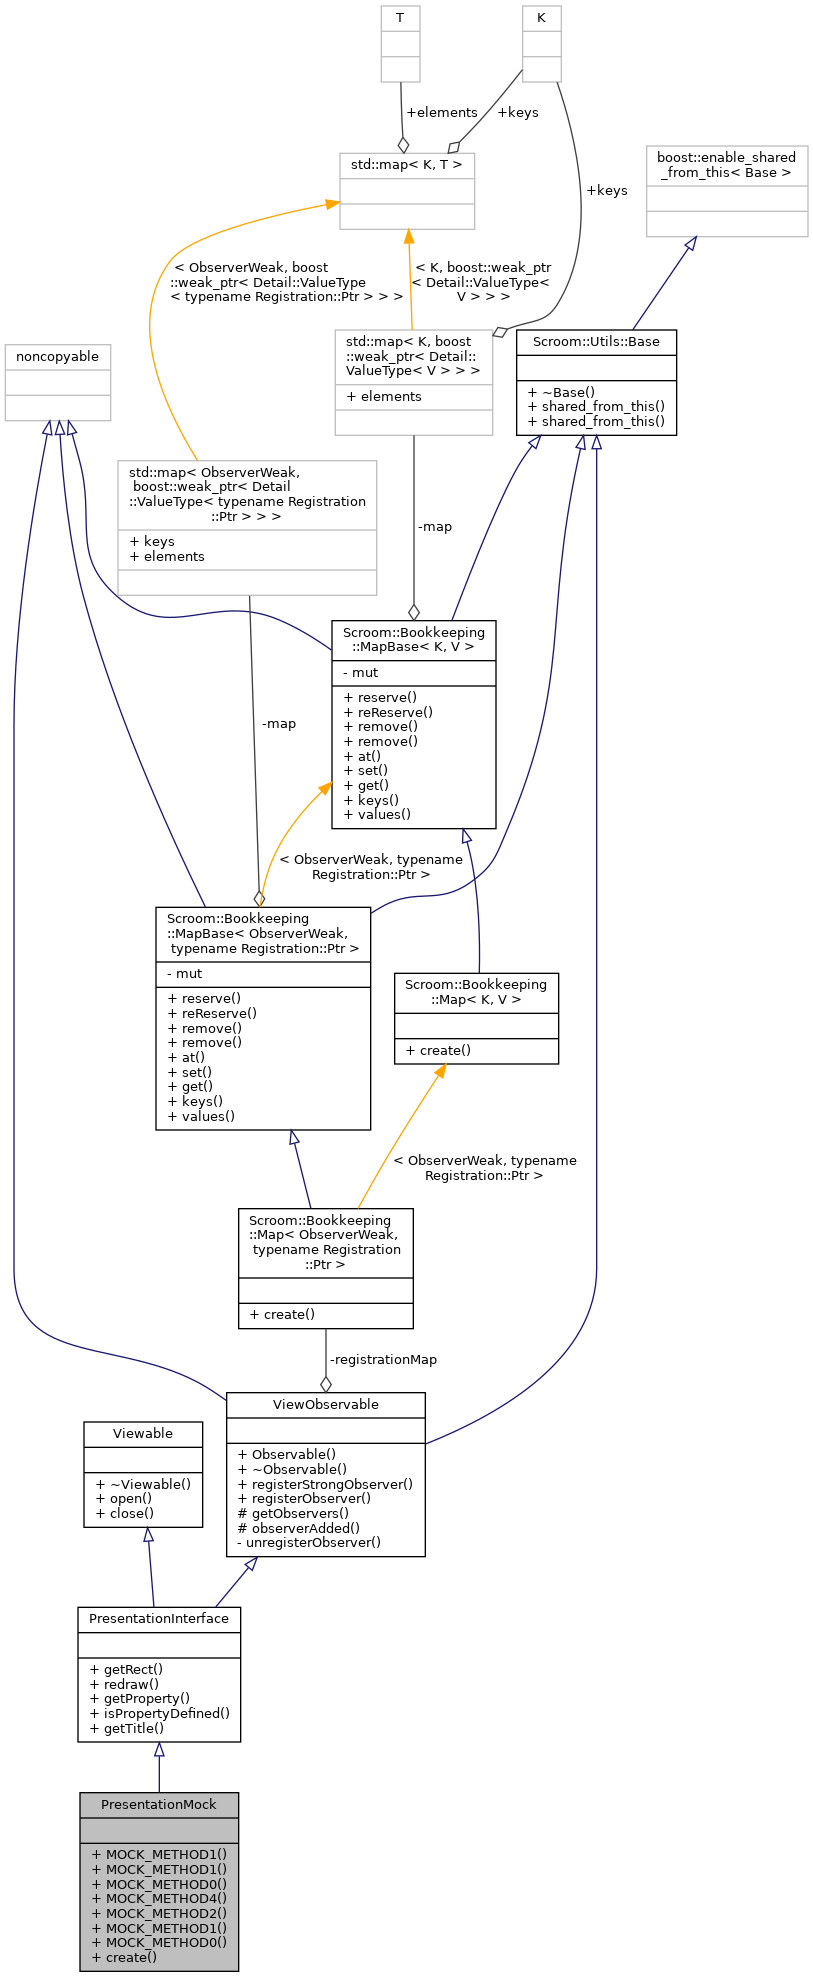 T
K
+elements
+keys
std::map< K, T >
boost::enable_shared
_from_this< Base >
+keys
< ObserverWeak, boost
::weak_ptr< Detail::ValueType
< typename Registration::Ptr > > >
< K, boost::weak_ptr
< Detail::ValueType<
V > > >
noncopyable
std::map< K, boost
::weak_ptr< Detail::
ValueType< V > > >
+ elements
Scroom::Utils::Base
+ ~Base()
+ shared_from_this()
+ shared_from_this()
std::map< ObserverWeak,
boost::weak_ptr< Detail
::ValueType< typename Registration
::Ptr > > >
+ keys
+ elements
-map
Scroom::Bookkeeping
::MapBase< K, V >
- mut
+ reserve()
+ reReserve()
+ remove()
+ remove()
+ at()
+ set()
+ get()
+ keys()
+ values()
-map
< ObserverWeak, typename
Registration::Ptr >
Scroom::Bookkeeping
::MapBase< ObserverWeak,
typename Registration::Ptr >
- mut
+ reserve()
+ reReserve()
+ remove()
+ remove()
+ at()
+ set()
+ get()
+ keys()
+ values()
Scroom::Bookkeeping
::Map< K, V >
+ create()
< ObserverWeak, typename
Registration::Ptr >
Scroom::Bookkeeping
::Map< ObserverWeak,
typename Registration
::Ptr >
+ create()
-registrationMap
ViewObservable
+ Observable()
+ ~Observable()
+ registerStrongObserver()
+ registerObserver()
# getObservers()
# observerAdded()
- unregisterObserver()
Viewable
+ ~Viewable()
+ open()
+ close()
PresentationInterface
+ getRect()
+ redraw()
+ getProperty()
+ isPropertyDefined()
+ getTitle()
PresentationMock
+ MOCK_METHOD1()
+ MOCK_METHOD1()
+ MOCK_METHOD0()
+ MOCK_METHOD4()
+ MOCK_METHOD2()
+ MOCK_METHOD1()
+ MOCK_METHOD0()
+ create()